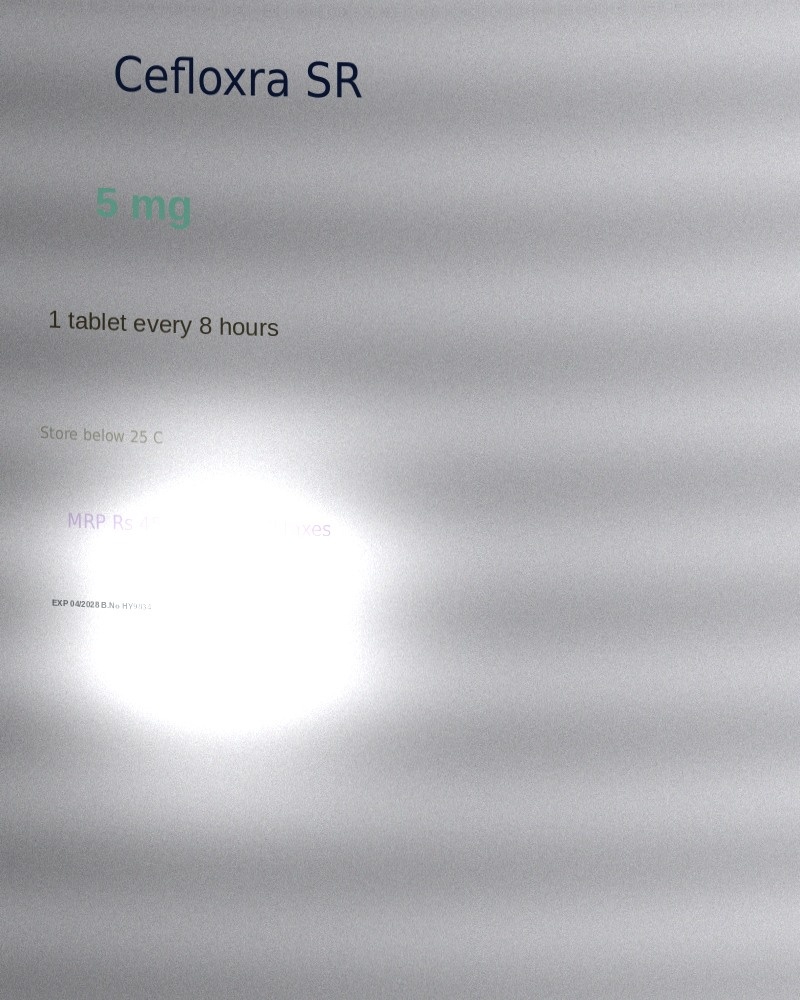 Cefloxra SR
5 mg
1 tablet every 8 hours
Store below 25 C
MRP Rs
EXP 04/2028 B.No